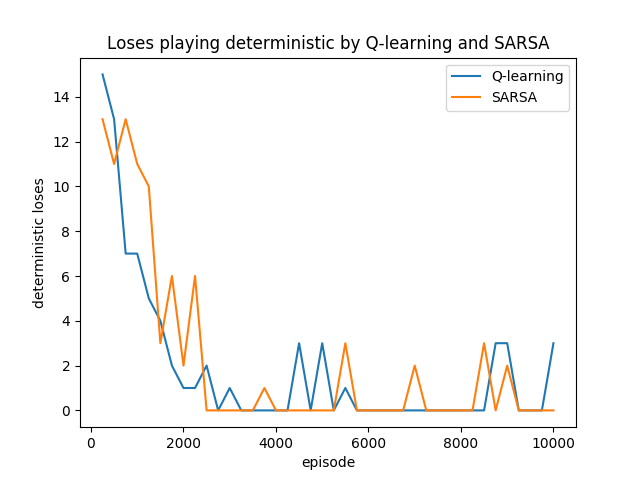 Loses playing deterministic by Q-learning and SARSA
Q-learning
SARSA
14
12
10
8
6
4
2
0
deterministic loses
0
2000
4000
6000
8000
10000
episode